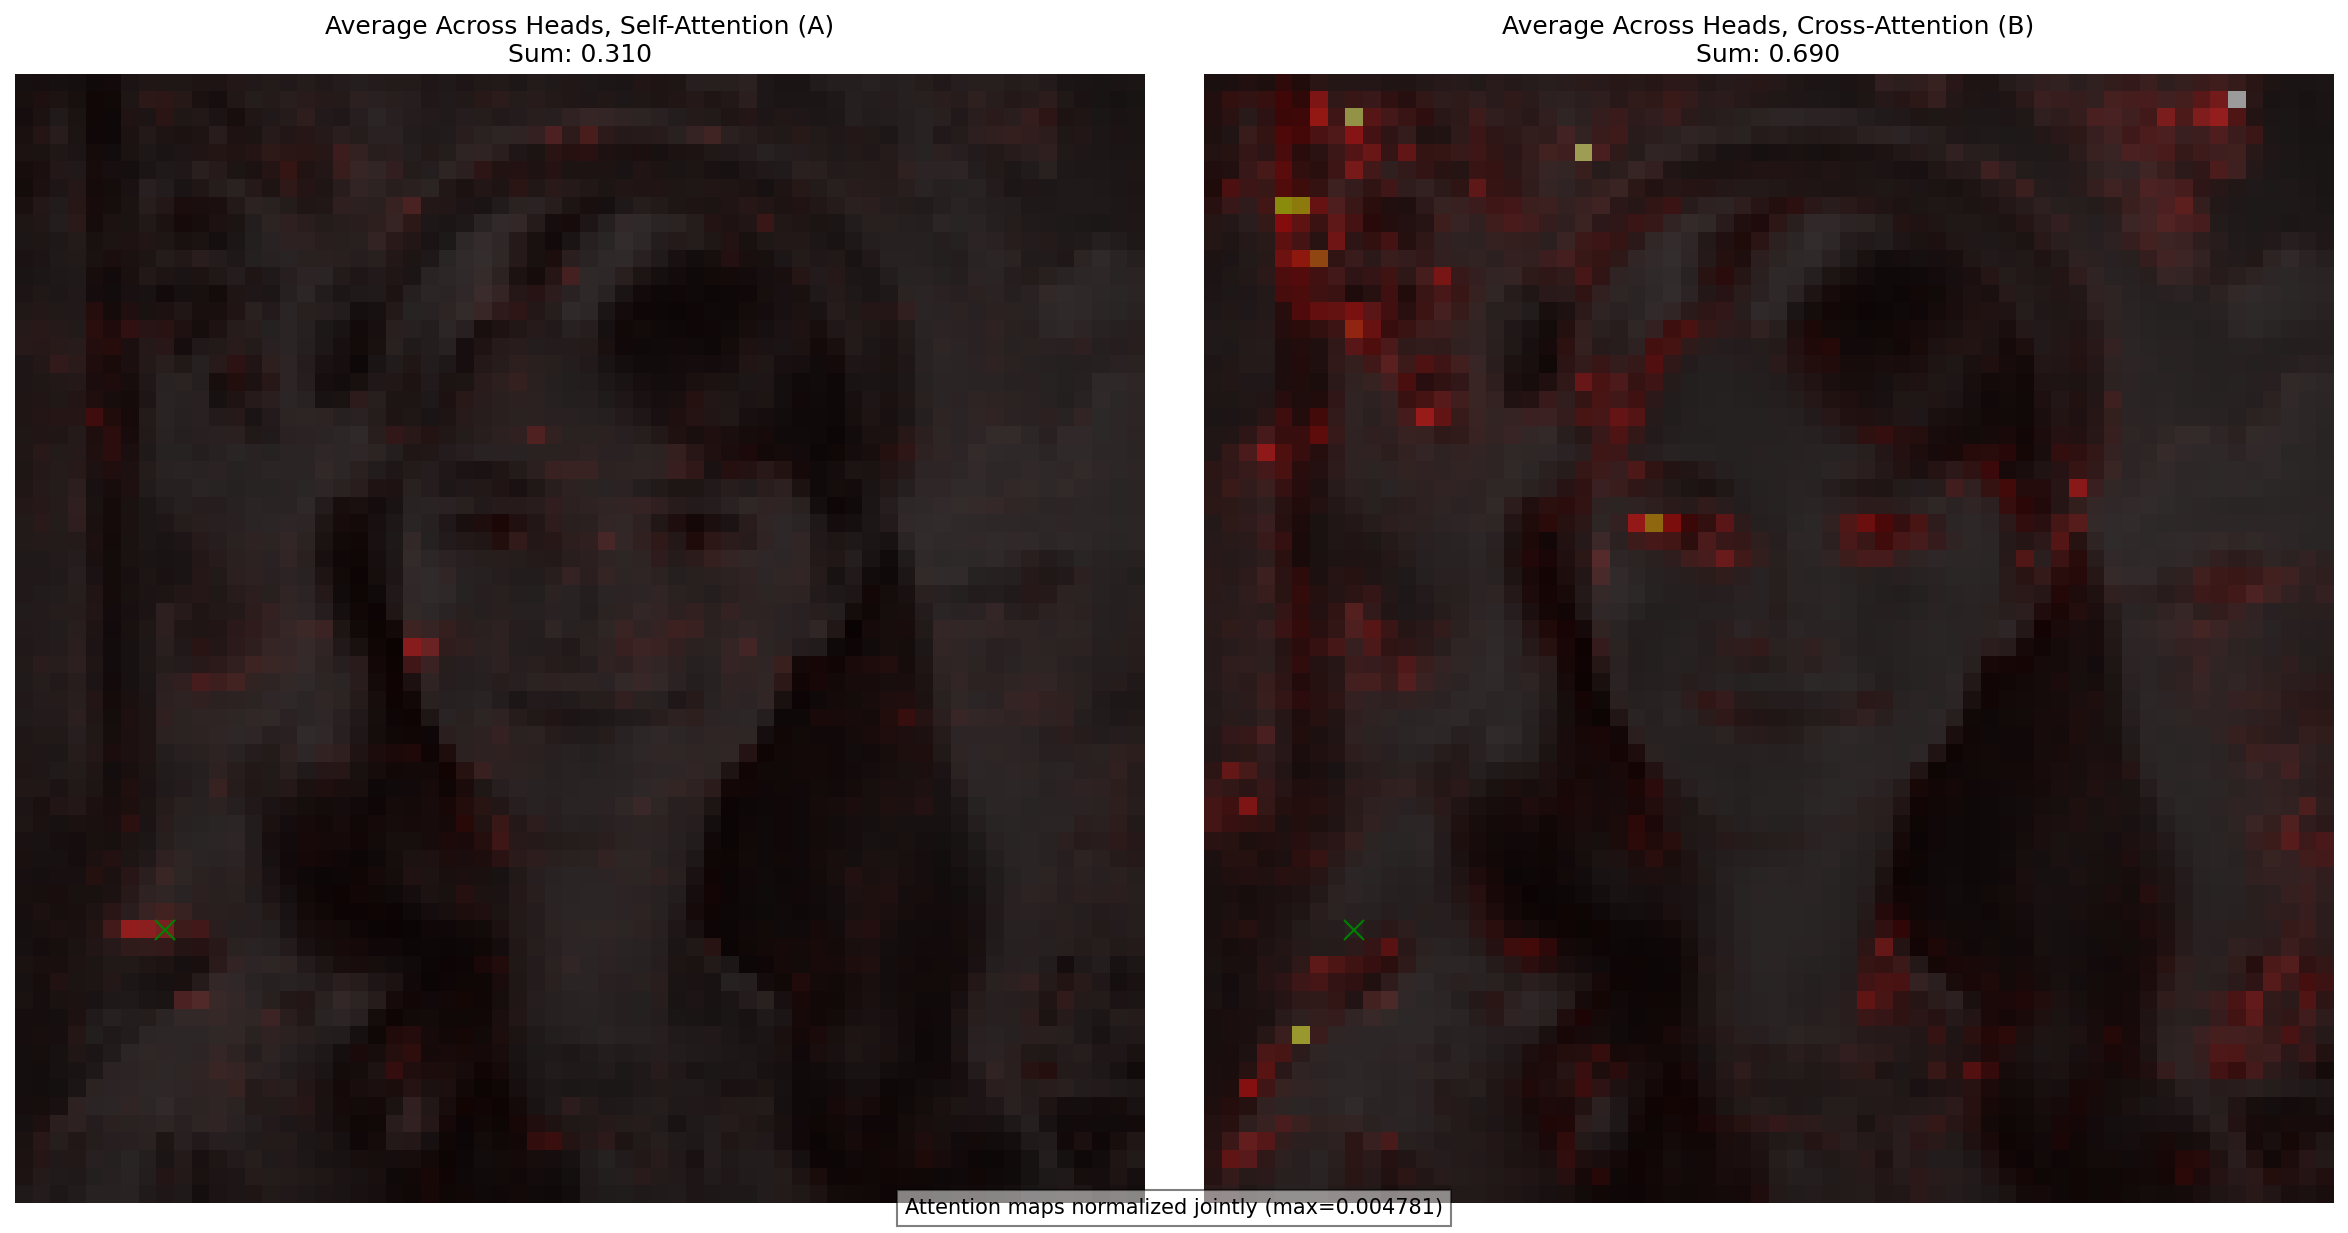 Average Across Heads, Self-Attention (A)
Sum: 0.310
Average Across Heads, Cross-Attention (B)
Sum: 0.690
Attention maps normalized jointly (max=0.004781)